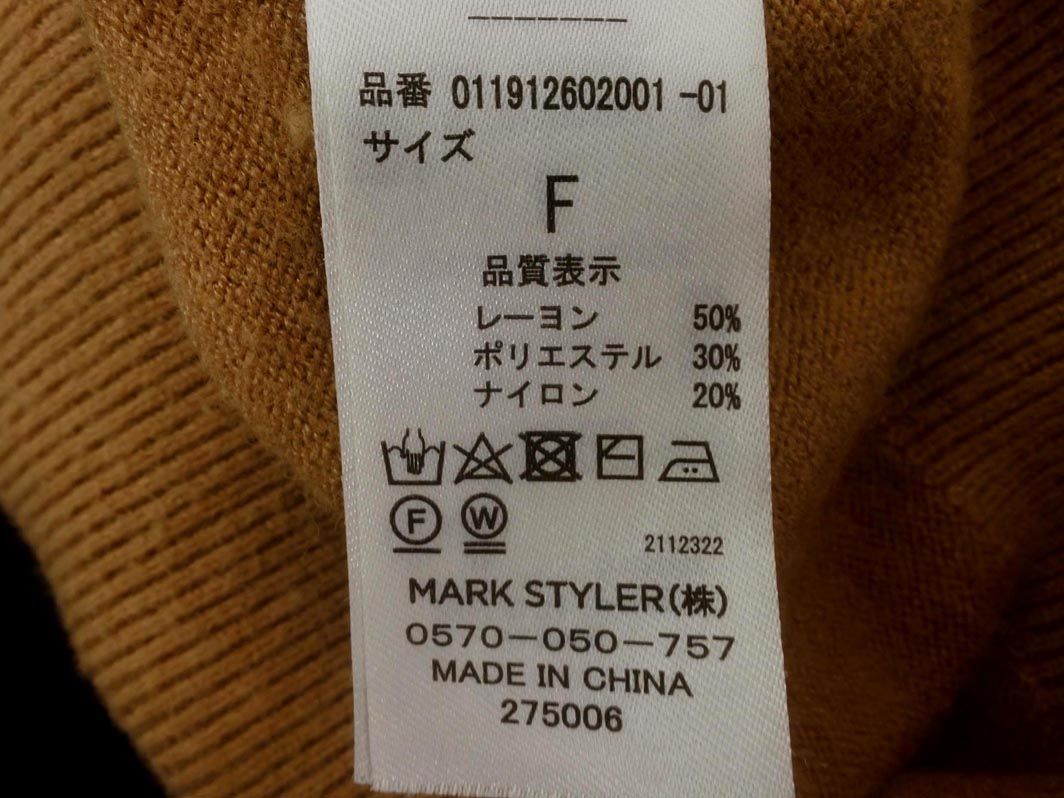 品番 011912602001-01
サイズ
F
品質表示
レーヨン 50%
ポリエステル 30%
ナイロン 20%
F W
2112322
MARK STYLER(株)
0570-050-757
MADE IN CHINA
275006